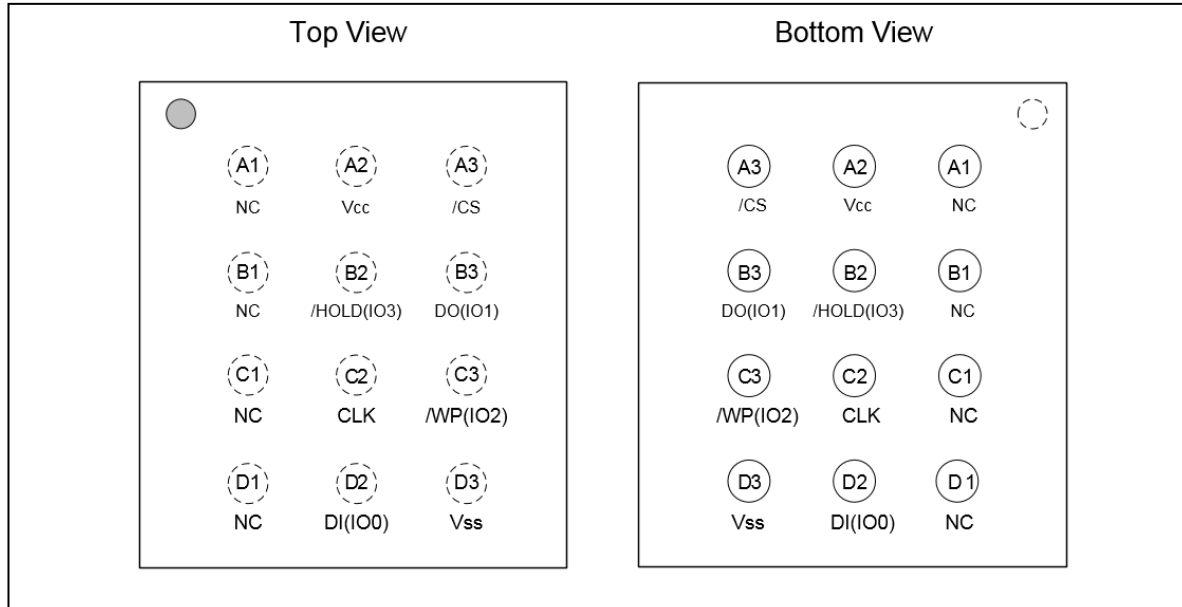 Top View Bottom View
A1 A2 A3 A3 A2 A1
NC Vcc /CS /CS Vcc NC
B1 B2 B3 B3 B2 B1
NC /HOLD(IO3) DO(IO1) DO(IO1) /HOLD(IO3) NC
C1 C2 C3 C3 C2 C1
NC CLK /WP(IO2) /WP(IO2) CLK NC
D1 D2 D3 D3 D2 D1
NC DI(IO0) Vss Vss DI(IO0) NC